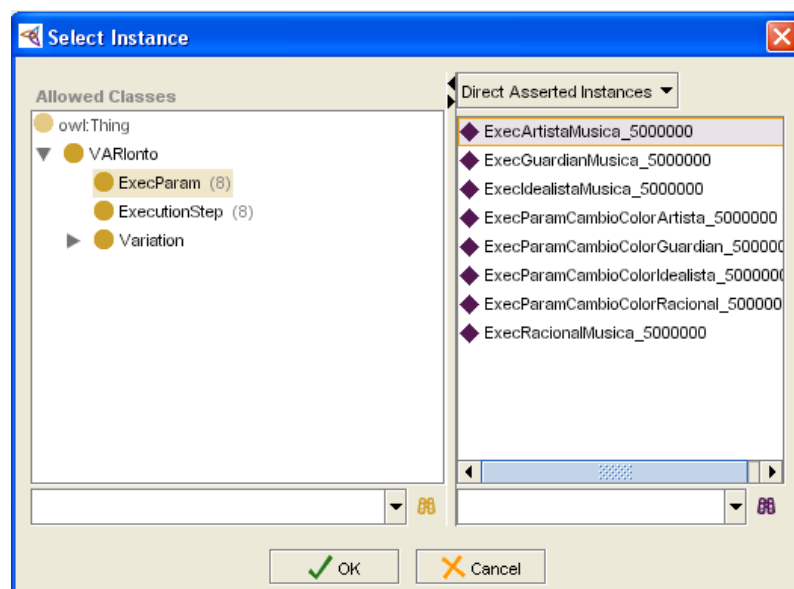 Select Instance
Allowed Classes
owl:Thing
VARIonto
ExecParam (8)
ExecutionStep (8)
Variation
Direct Asserted Instances
ExecArtistaMusica_5000000
ExecGuardianMusica_5000000
ExecIdealistaMusica_5000000
ExecParamCambioColorArtista_5000000
ExecParamCambioColorGuardian_500000
ExecParamCambioColorIdealista_5000000
ExecParamCambioColorRacional_500000
ExecRacionalMusica_5000000
OK
Cancel